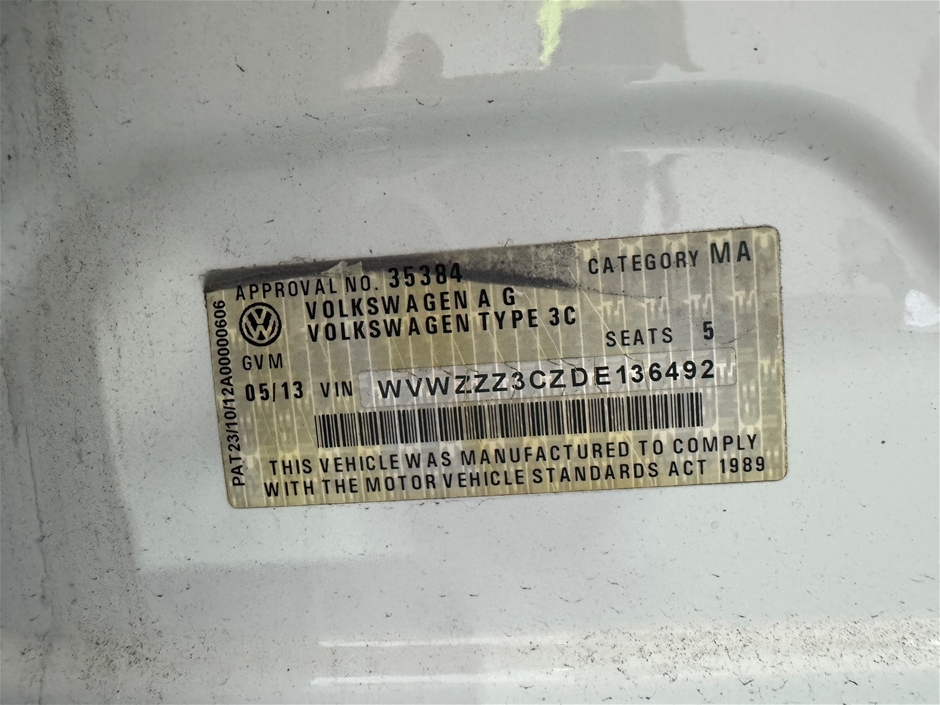 APPROVAL NO. 35384
CATEGORY MA
VOLKSWAGEN A G
VOLKSWAGEN TYPE 3C
SEATS 5
GVM
05/13 VIN WVWZZZ3CZDE136492
THIS VEHICLE WAS MANUFACTURED TO COMPLY
WITH THE MOTOR VEHICLE STANDARDS ACT 1989
PAT23/10/12A00000606